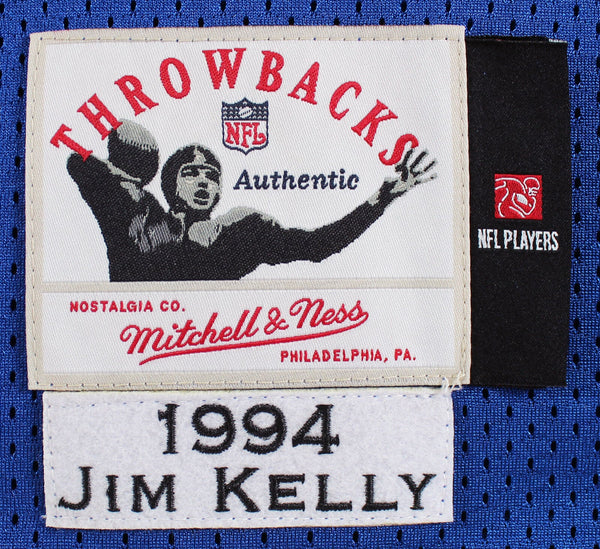 THROWBACKS
NFL
Authentic
NFL PLAYERS
NOSTALGIA CO.
Mitchell & Ness
PHILADELPHIA, PA.
1994
JIM KELLY